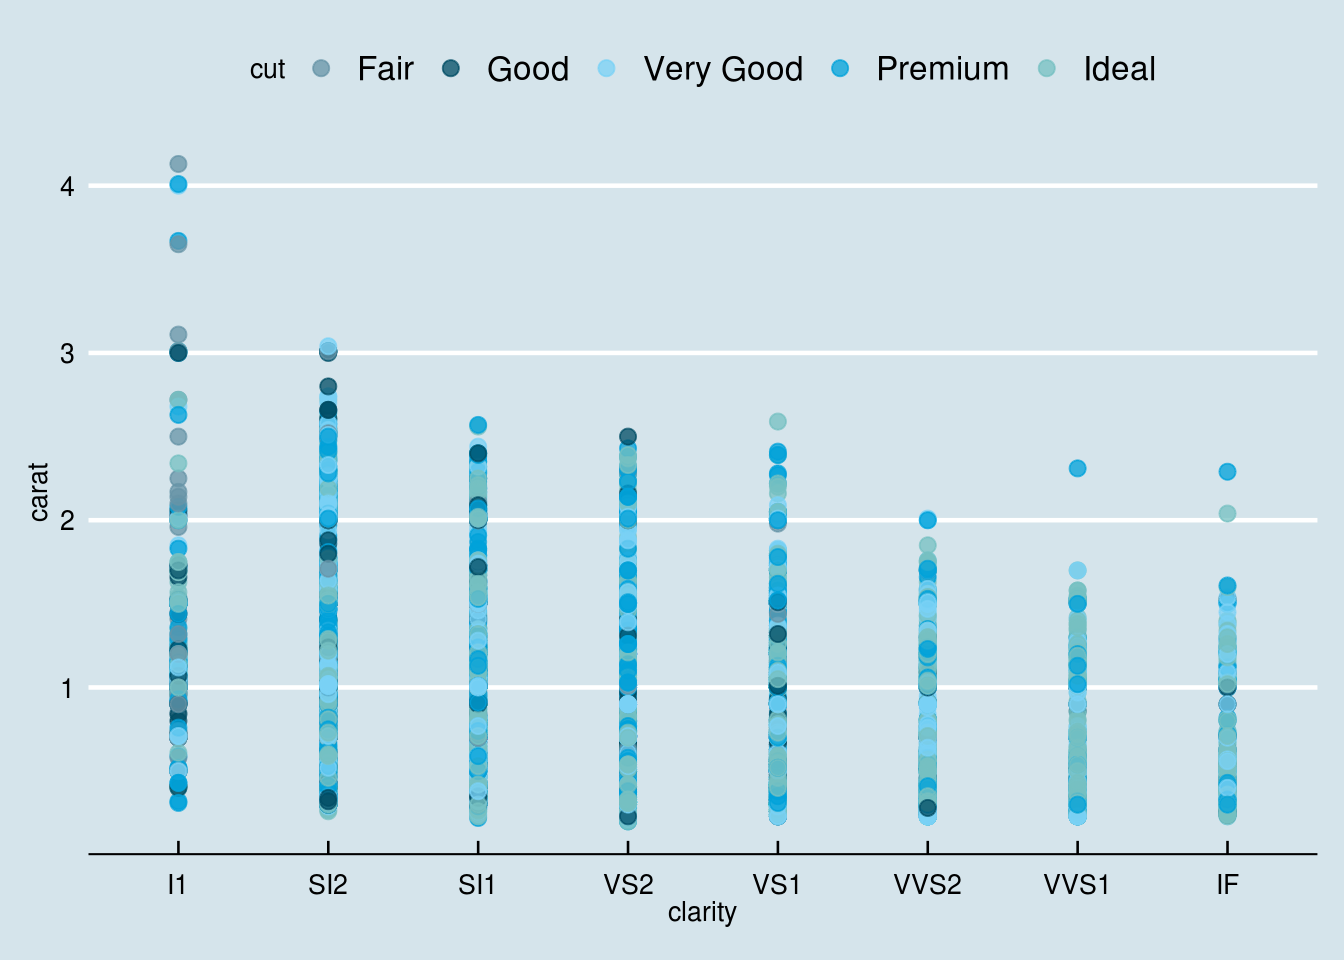 cut Fair Good Very Good Premium Ideal
4
3
2
1
carat
I1 SI2 SI1 VS2 VS1 VVS2 VVS1 IF
clarity